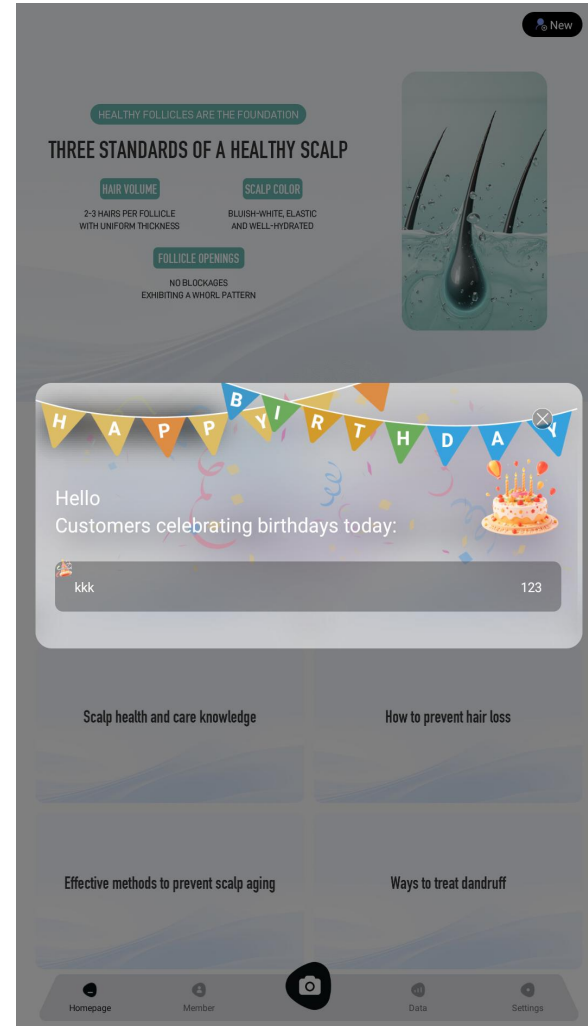 New
HEALTHY FOLLICLES ARE THE FOUNDATION
THREE STANDARDS OF A HEALTHY SCALP
HAIR VOLUME
2-3 HAIRS PER FOLLICLE
WITH UNIFORM THICKNESS
SCALP COLOR
BLUISH-WHITE, ELASTIC
AND WELL-HYDRATED
FOLLICLE OPENINGS
NO BLOCKAGES
EXHIBITING A WHORL PATTERN
HAPPY BIRTHDAY
Hello
Customers celebrating birthdays today:
kkk 123
Scalp health and care knowledge
How to prevent hair loss
Effective methods to prevent scalp aging
Ways to treat dandruff
Homepage Member Data Settings